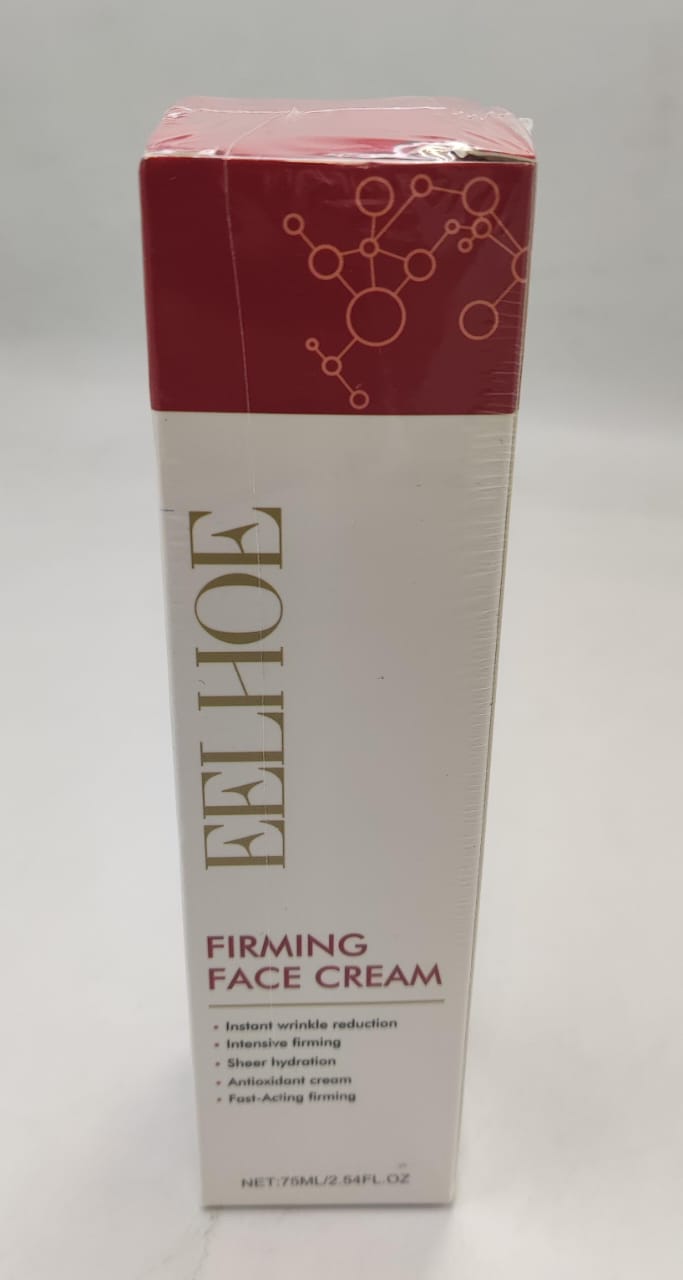 EELHOE
FIRMING
FACE CREAM
• Instant wrinkle reduction
• Intensive firming
• Sheer hydration
• Antioxidant cream
• Fast-Acting firming
NET:75ML/2.54FL.OZ